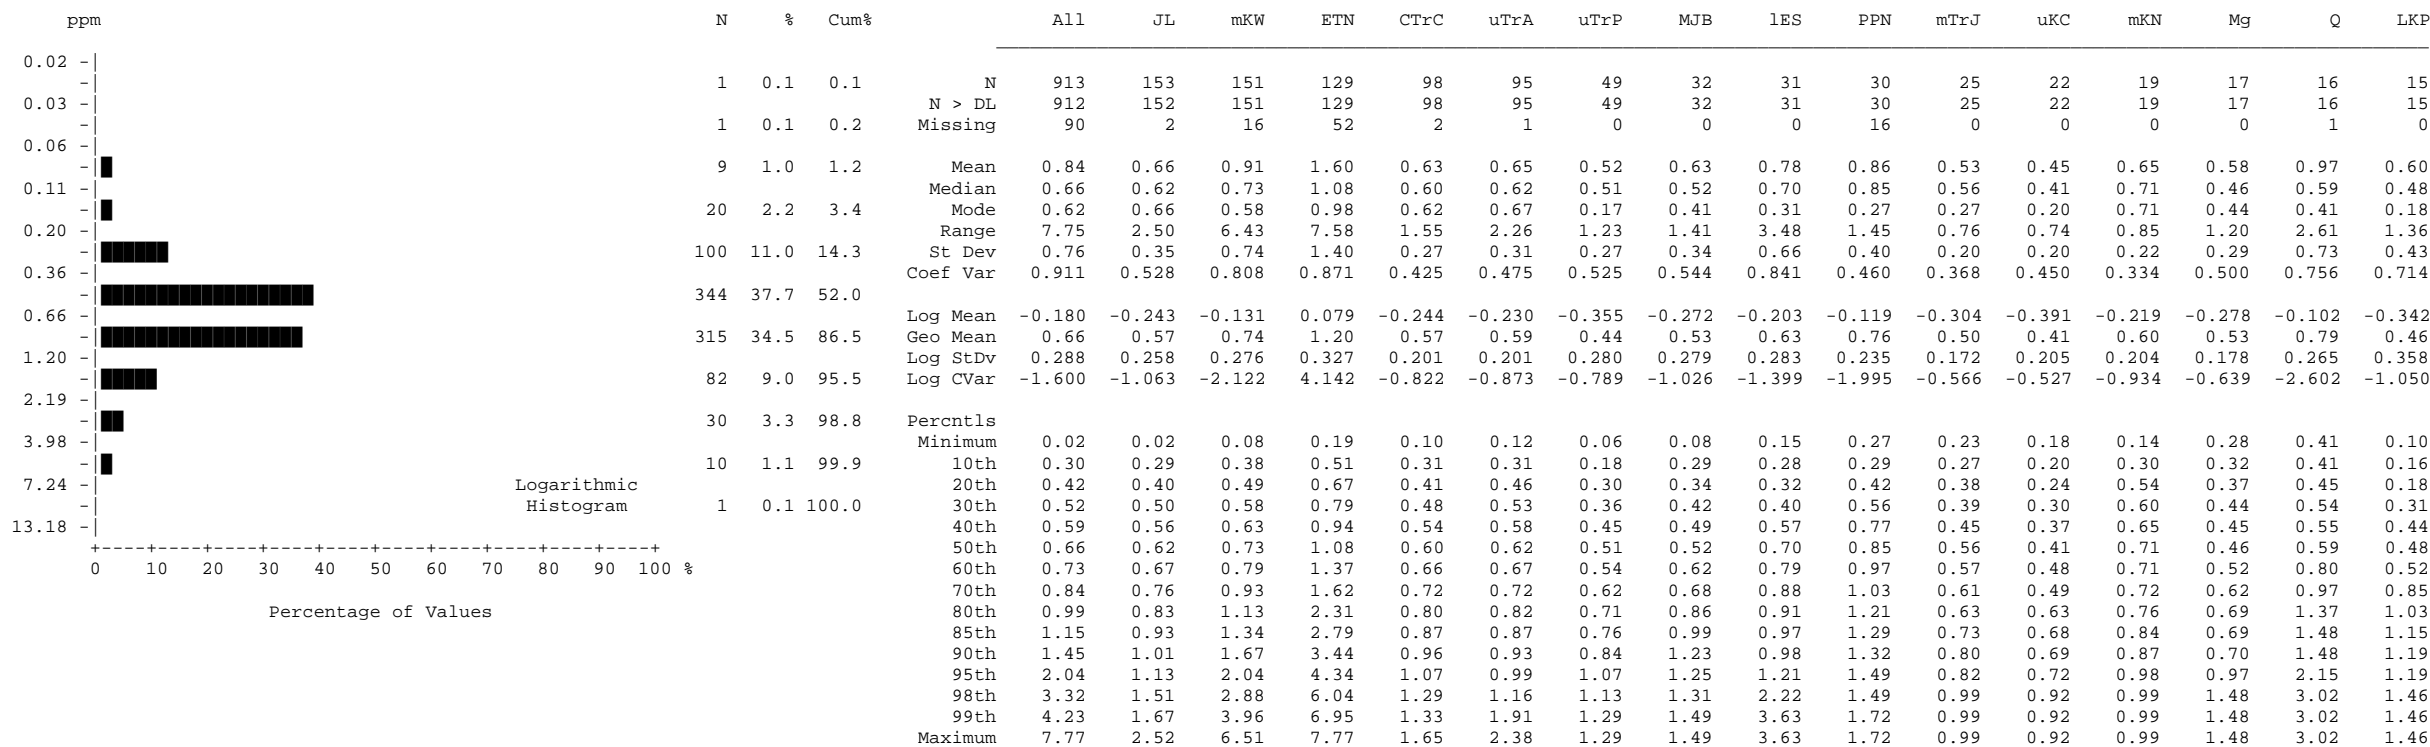 ppm N % Cum% All JL mKW ETN CTrC uTrA uTrP MJB lES PPN mTrJ uKC mKN Mg Q LKP
0.02 -
- 1 0.1 0.1 N 913 153 151 129 98 95 49 32 31 30 25 22 19 17 16 15
0.03 - N > DL 912 152 151 129 98 95 49 32 31 30 25 22 19 17 16 15
- 1 0.1 0.2 Missing 90 2 16 52 2 1 0 0 0 16 0 0 0 0 1 0
0.06 -
- 9 1.0 1.2 Mean 0.84 0.66 0.91 1.60 0.63 0.65 0.52 0.63 0.78 0.86 0.53 0.45 0.65 0.58 0.97 0.60
0.11 - Median 0.66 0.62 0.73 1.08 0.60 0.62 0.51 0.52 0.70 0.85 0.56 0.41 0.71 0.46 0.59 0.48
- 20 2.2 3.4 Mode 0.62 0.66 0.58 0.98 0.62 0.67 0.17 0.41 0.31 0.27 0.27 0.20 0.71 0.44 0.41 0.18
0.20 - Range 7.75 2.50 6.43 7.58 1.55 2.26 1.23 1.41 3.48 1.45 0.76 0.74 0.85 1.20 2.61 1.36
- 100 11.0 14.3 St Dev 0.76 0.35 0.74 1.40 0.27 0.31 0.27 0.34 0.66 0.40 0.20 0.20 0.22 0.29 0.73 0.43
0.36 - Coef Var 0.911 0.528 0.808 0.871 0.425 0.475 0.525 0.544 0.841 0.460 0.368 0.450 0.334 0.500 0.756 0.714
- 344 37.7 52.0
0.66 - Log Mean -0.180 -0.243 -0.131 0.079 -0.244 -0.230 -0.355 -0.272 -0.203 -0.119 -0.304 -0.391 -0.219 -0.278 -0.102 -0.342
- 315 34.5 86.5 Geo Mean 0.66 0.57 0.74 1.20 0.57 0.59 0.44 0.53 0.63 0.76 0.50 0.41 0.60 0.53 0.79 0.46
1.20 - Log StDv 0.288 0.258 0.276 0.327 0.201 0.201 0.280 0.279 0.283 0.235 0.172 0.205 0.204 0.178 0.265 0.358
- 82 9.0 95.5 Log CVar -1.600 -1.063 -2.122 4.142 -0.822 -0.873 -0.789 -1.026 -1.399 -1.995 -0.566 -0.527 -0.934 -0.639 -2.602 -1.050
2.19 -
- 30 3.3 98.8 Percntls
3.98 - Minimum 0.02 0.02 0.08 0.19 0.10 0.12 0.06 0.08 0.15 0.27 0.23 0.18 0.14 0.28 0.41 0.10
- 10 1.1 99.9 10th 0.30 0.29 0.38 0.51 0.31 0.31 0.18 0.29 0.28 0.29 0.27 0.20 0.30 0.32 0.41 0.16
7.24 - Logarithmic 20th 0.42 0.40 0.49 0.67 0.41 0.46 0.30 0.34 0.32 0.42 0.38 0.24 0.54 0.37 0.45 0.18
- Histogram 1 0.1 100.0 30th 0.52 0.50 0.58 0.79 0.48 0.53 0.36 0.42 0.40 0.56 0.39 0.30 0.60 0.44 0.54 0.31
13.18 - 40th 0.59 0.56 0.63 0.94 0.54 0.58 0.45 0.49 0.57 0.77 0.45 0.37 0.65 0.45 0.55 0.44
50th 0.66 0.62 0.73 1.08 0.60 0.62 0.51 0.52 0.70 0.85 0.56 0.41 0.71 0.46 0.59 0.48
0 10 20 30 40 50 60 70 80 90 100 % 60th 0.73 0.67 0.79 1.37 0.66 0.67 0.54 0.62 0.79 0.97 0.57 0.48 0.71 0.52 0.80 0.52
70th 0.84 0.76 0.93 1.62 0.72 0.72 0.62 0.68 0.88 1.03 0.61 0.49 0.72 0.62 0.97 0.85
Percentage of Values 80th 0.99 0.83 1.13 2.31 0.80 0.82 0.71 0.86 0.91 1.21 0.63 0.63 0.76 0.69 1.37 1.03
85th 1.15 0.93 1.34 2.79 0.87 0.87 0.76 0.99 0.97 1.29 0.73 0.68 0.84 0.69 1.48 1.15
90th 1.45 1.01 1.67 3.44 0.96 0.93 0.84 1.23 0.98 1.32 0.80 0.69 0.87 0.70 1.48 1.19
95th 2.04 1.13 2.04 4.34 1.07 0.99 1.07 1.25 1.21 1.49 0.82 0.72 0.98 0.97 2.15 1.19
98th 3.32 1.51 2.88 6.04 1.29 1.16 1.13 1.31 2.22 1.49 0.99 0.92 0.99 1.48 3.02 1.46
99th 4.23 1.67 3.96 6.95 1.33 1.91 1.29 1.49 3.63 1.72 0.99 0.92 0.99 1.48 3.02 1.46
Maximum 7.77 2.52 6.51 7.77 1.65 2.38 1.29 1.49 3.63 1.72 0.99 0.92 0.99 1.48 3.02 1.46